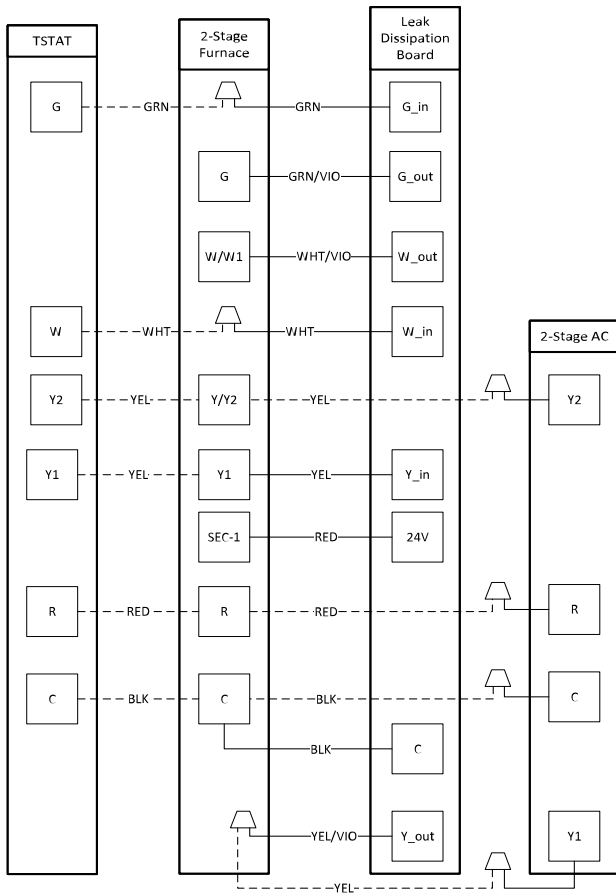 TSTAT
2-Stage
Furnace
Leak
Dissipation
Board
G GRN GRN G_in
G GRN/VIO G_out
W/W1 WHT/VIO W_out
W WHT WHT W_in
2-Stage AC
Y2 YEL Y/Y2 YEL Y2
Y1 YEL Y1 YEL Y_in
SEC-1 RED 24V
R RED R RED R
C BLK C BLK C
BLK C
YEL/VIO Y_out Y1
YEL